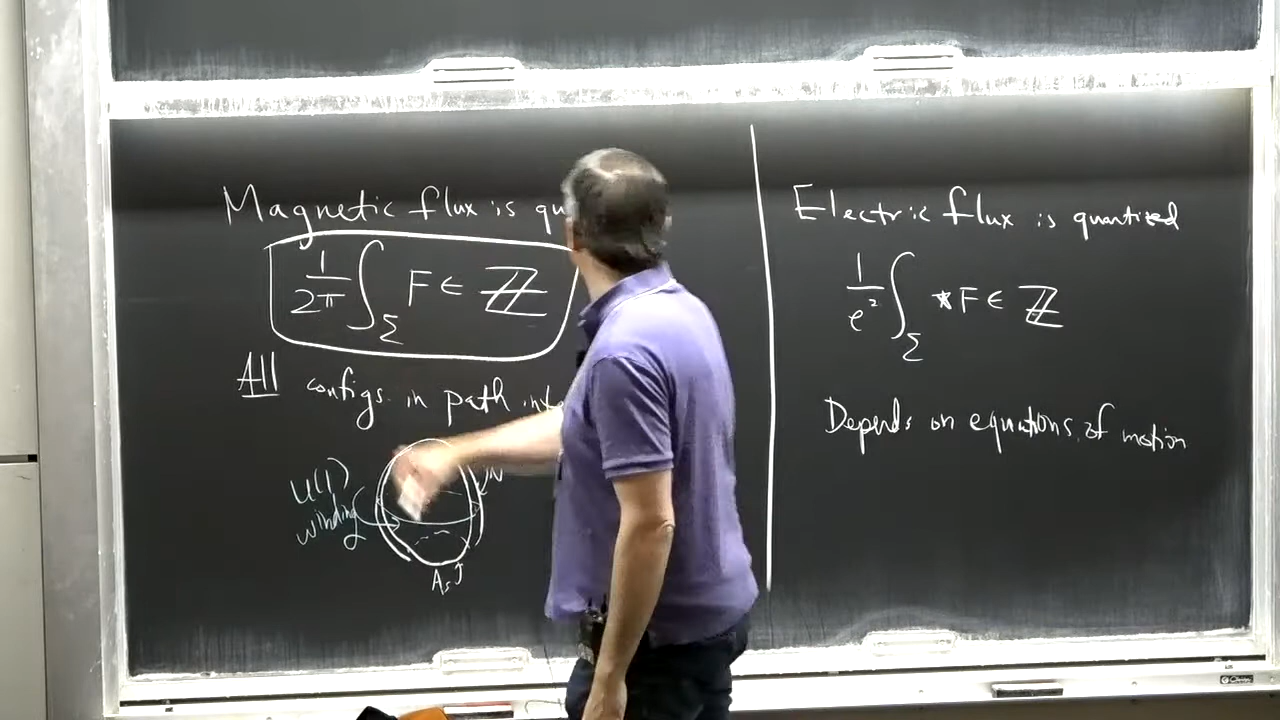 Magnetic flux is qu
1/2π ∫_Σ F ∈ ℤ
All configs. in path
U(1)
winding
N
A_S
Electric flux is quantized
1/e² ∫_Σ *F ∈ ℤ
Depends on equations of motion